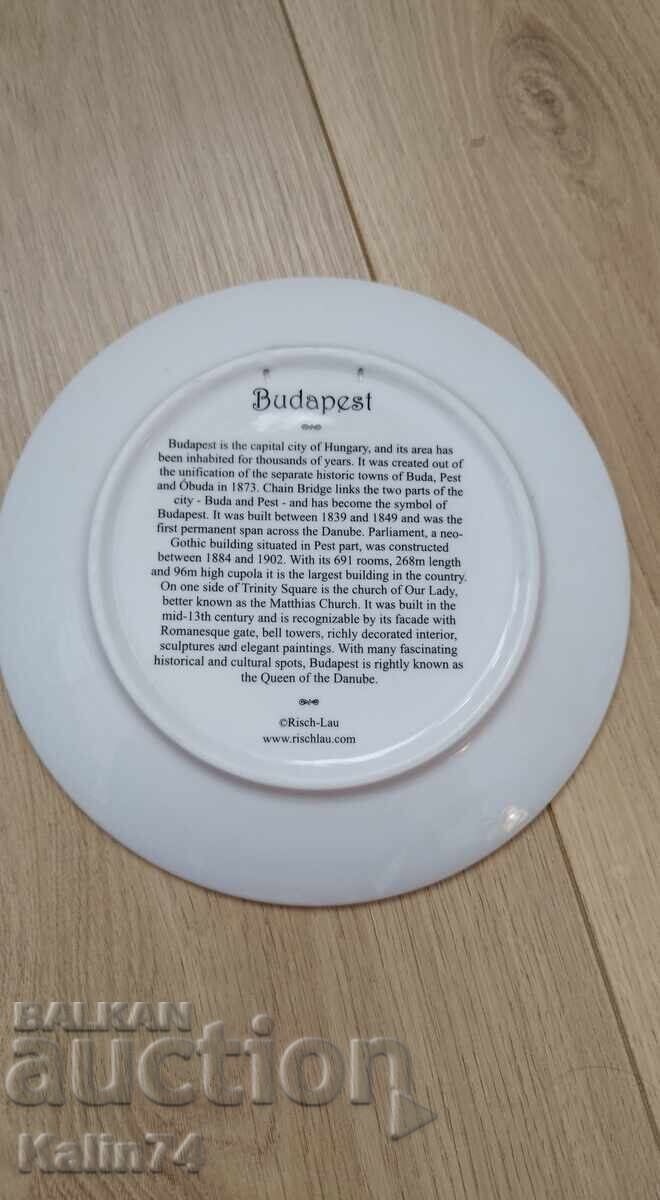 Budapest
Budapest is the capital city of Hungary, and its area has
been inhabited for thousands of years. It was created out of
the unification of the separate historic towns of Buda, Pest
and Óbuda in 1873. Chain Bridge links the two parts of the
city - Buda and Pest - and has become the symbol of
Budapest. It was built between 1839 and 1849 and was the
first permanent span across the Danube. Parliament, a neo-
Gothic building situated in Pest part, was constructed
between 1884 and 1902. With its 691 rooms, 268m length
and 96m high cupola it is the largest building in the country.
On one side of Trinity Square is the church of Our Lady,
better known as the Matthias Church. It was built in the
mid-13th century and is recognizable by its facade with
Romanesque gate, bell towers, richly decorated interior,
sculptures and elegant paintings. With many fascinating
historical and cultural spots, Budapest is rightly known as
the Queen of the Danube.
©Risch-Lau
www.rischlau.com
BALKAN
auction
Kalin74